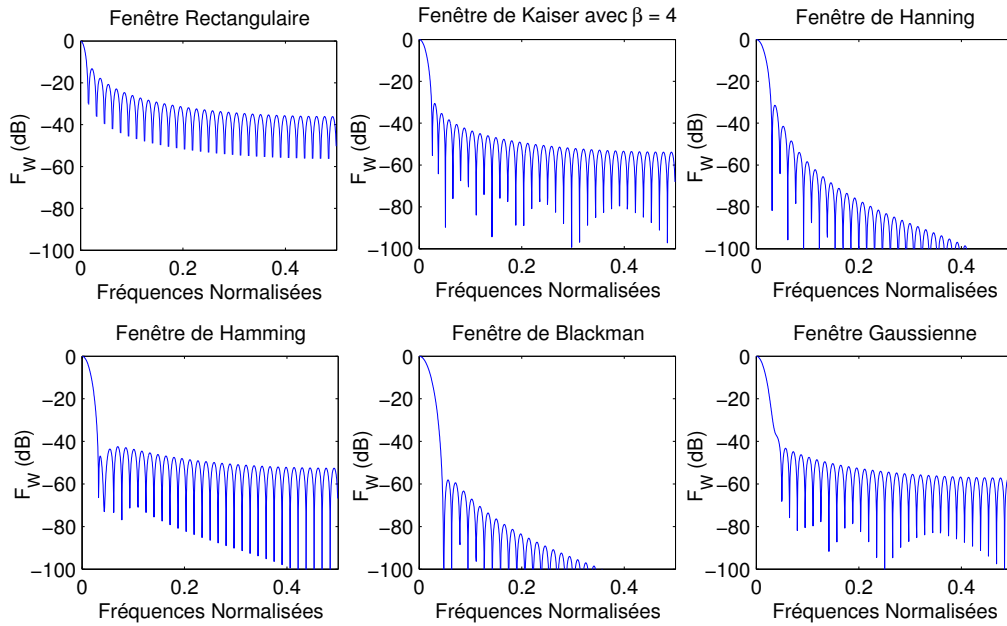 Fenêtre Rectangulaire
0
−20
−40
−60
−80
−100
F_W (dB)
0 0.2 0.4
Fréquences Normalisées
Fenêtre de Kaiser avec β = 4
0
−20
−40
−60
−80
−100
F_W (dB)
0 0.2 0.4
Fréquences Normalisées
Fenêtre de Hanning
0
−20
−40
−60
−80
−100
F_W (dB)
0 0.2 0.4
Fréquences Normalisées
Fenêtre de Hamming
0
−20
−40
−60
−80
−100
F_W (dB)
0 0.2 0.4
Fréquences Normalisées
Fenêtre de Blackman
0
−20
−40
−60
−80
−100
F_W (dB)
0 0.2 0.4
Fréquences Normalisées
Fenêtre Gaussienne
0
−20
−40
−60
−80
−100
F_W (dB)
0 0.2 0.4
Fréquences Normalisées